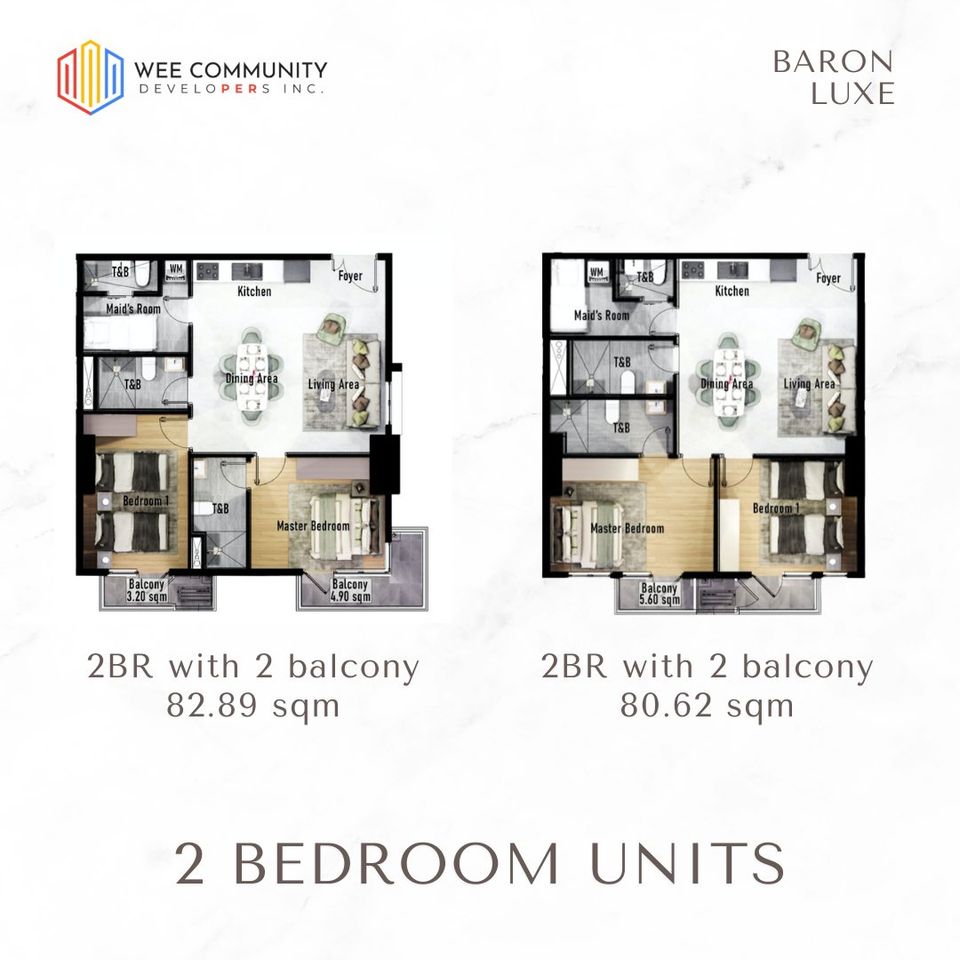 WEE COMMUNITY
DEVELOPERS INC.
BARON
LUXE
T&B
WM
Kitchen
Foyer
Maid's Room
T&B
Dining Area
Living Area
Bedroom 1
T&B
Master Bedroom
Balcony
3.20 sqm
Balcony
4.90 sqm
WM
T&B
Kitchen
Foyer
Maid's Room
T&B
Dining Area
Living Area
T&B
Master Bedroom
Bedroom 1
Balcony
5.60 sqm
2BR with 2 balcony
82.89 sqm
2BR with 2 balcony
80.62 sqm
2 BEDROOM UNITS